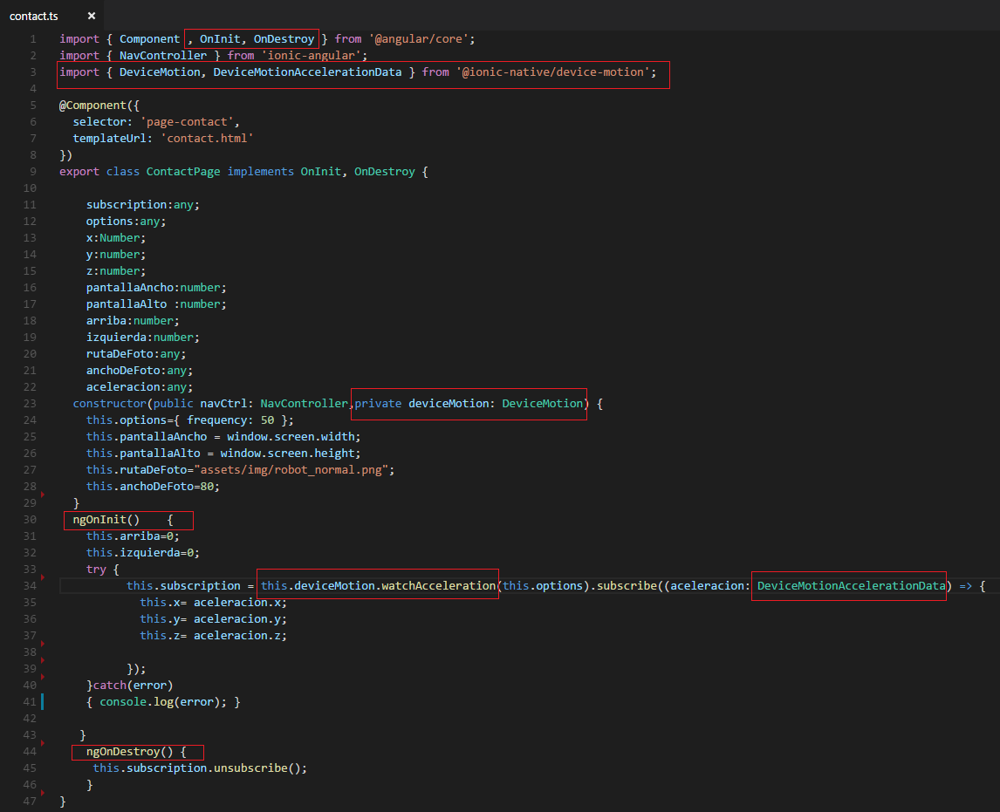 contact.ts ×
1 import { Component , OnInit, OnDestroy } from '@angular/core';
2 import { NavController } from 'ionic-angular';
3 import { DeviceMotion, DeviceMotionAccelerationData } from '@ionic-native/device-motion';
4
5 @Component({
6 selector: 'page-contact',
7 templateUrl: 'contact.html'
8 })
9 export class ContactPage implements OnInit, OnDestroy {
10
11 subscription:any;
12 options:any;
13 x:Number;
14 y:number;
15 z:number;
16 pantallaAncho:number;
17 pantallaAlto :number;
18 arriba:number;
19 izquierda:number;
20 rutaDeFoto:any;
21 anchoDeFoto:any;
22 aceleracion:any;
23 constructor(public navCtrl: NavController,private deviceMotion: DeviceMotion) {
24 this.options={ frequency: 50 };
25 this.pantallaAncho = window.screen.width;
26 this.pantallaAlto = window.screen.height;
27 this.rutaDeFoto="assets/img/robot_normal.png";
28 this.anchoDeFoto=80;
29 }
30 ngOnInit() {
31 this.arriba=0;
32 this.izquierda=0;
33 try {
34 this.subscription = this.deviceMotion.watchAcceleration(this.options).subscribe((aceleracion: DeviceMotionAccelerationData) => {
35 this.x= aceleracion.x;
36 this.y= aceleracion.y;
37 this.z= aceleracion.z;
38
39 });
40 }catch(error)
41 { console.log(error); }
42
43 }
44 ngOnDestroy() {
45 this.subscription.unsubscribe();
46 }
47 }